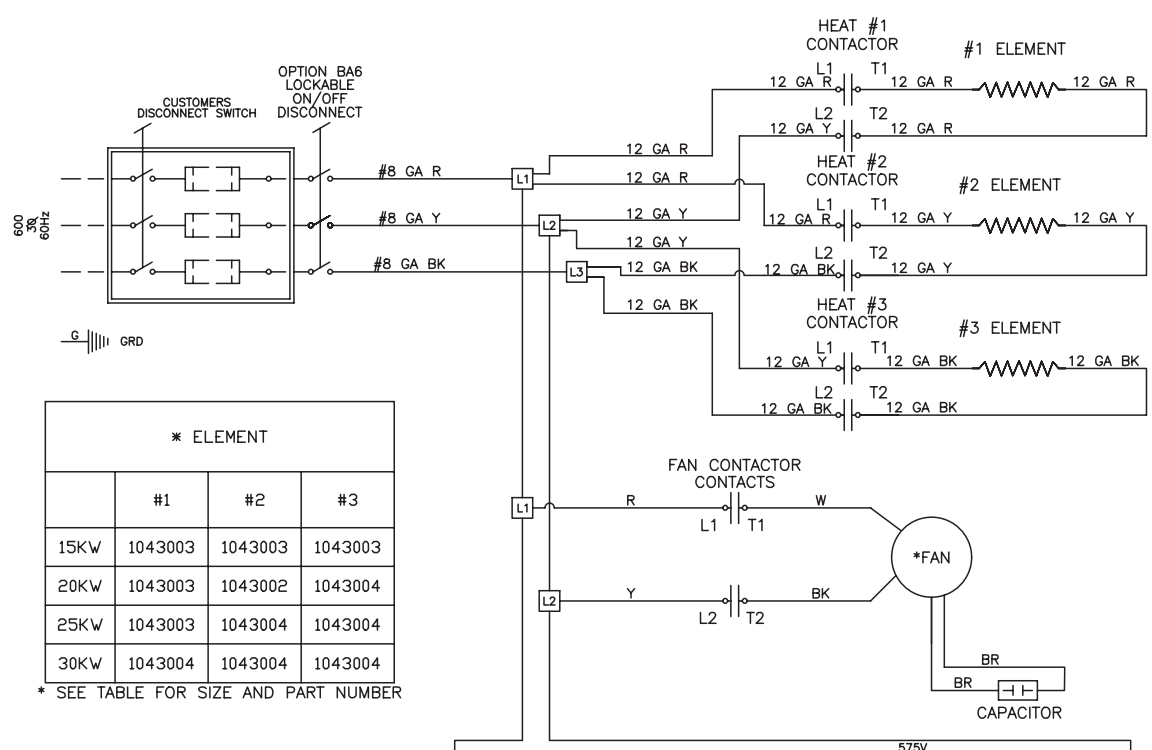 HEAT #1
CONTACTOR
#1 ELEMENT
OPTION BA6
LOCKABLE
ON/OFF
DISCONNECT
CUSTOMERS
DISCONNECT SWITCH
L1 T1
12 GA R 12 GA R 12 GA R
L2 T2
12 GA Y 12 GA R
12 GA R
HEAT #2
CONTACTOR
#2 ELEMENT
#8 GA R
L1
12 GA R
L1 T1
12 GA R 12 GA Y 12 GA Y
600
3Ø
60Hz
#8 GA Y
L2
12 GA Y
12 GA Y
L2 T2
#8 GA BK
L3
12 GA BK
12 GA BK 12 GA Y
12 GA BK
HEAT #3
CONTACTOR
#3 ELEMENT
G GRD
L1 T1
12 GA Y 12 GA BK 12 GA BK
L2 T2
12 GA BK 12 GA BK
* ELEMENT
#1 #2 #3
15KW 1043003 1043003 1043003
20KW 1043003 1043002 1043004
25KW 1043003 1043004 1043004
30KW 1043004 1043004 1043004
* SEE TABLE FOR SIZE AND PART NUMBER
FAN CONTACTOR
CONTACTS
L1 R W
L1 T1
*FAN
L2 Y BK
L2 T2
BR
BR
CAPACITOR
575V